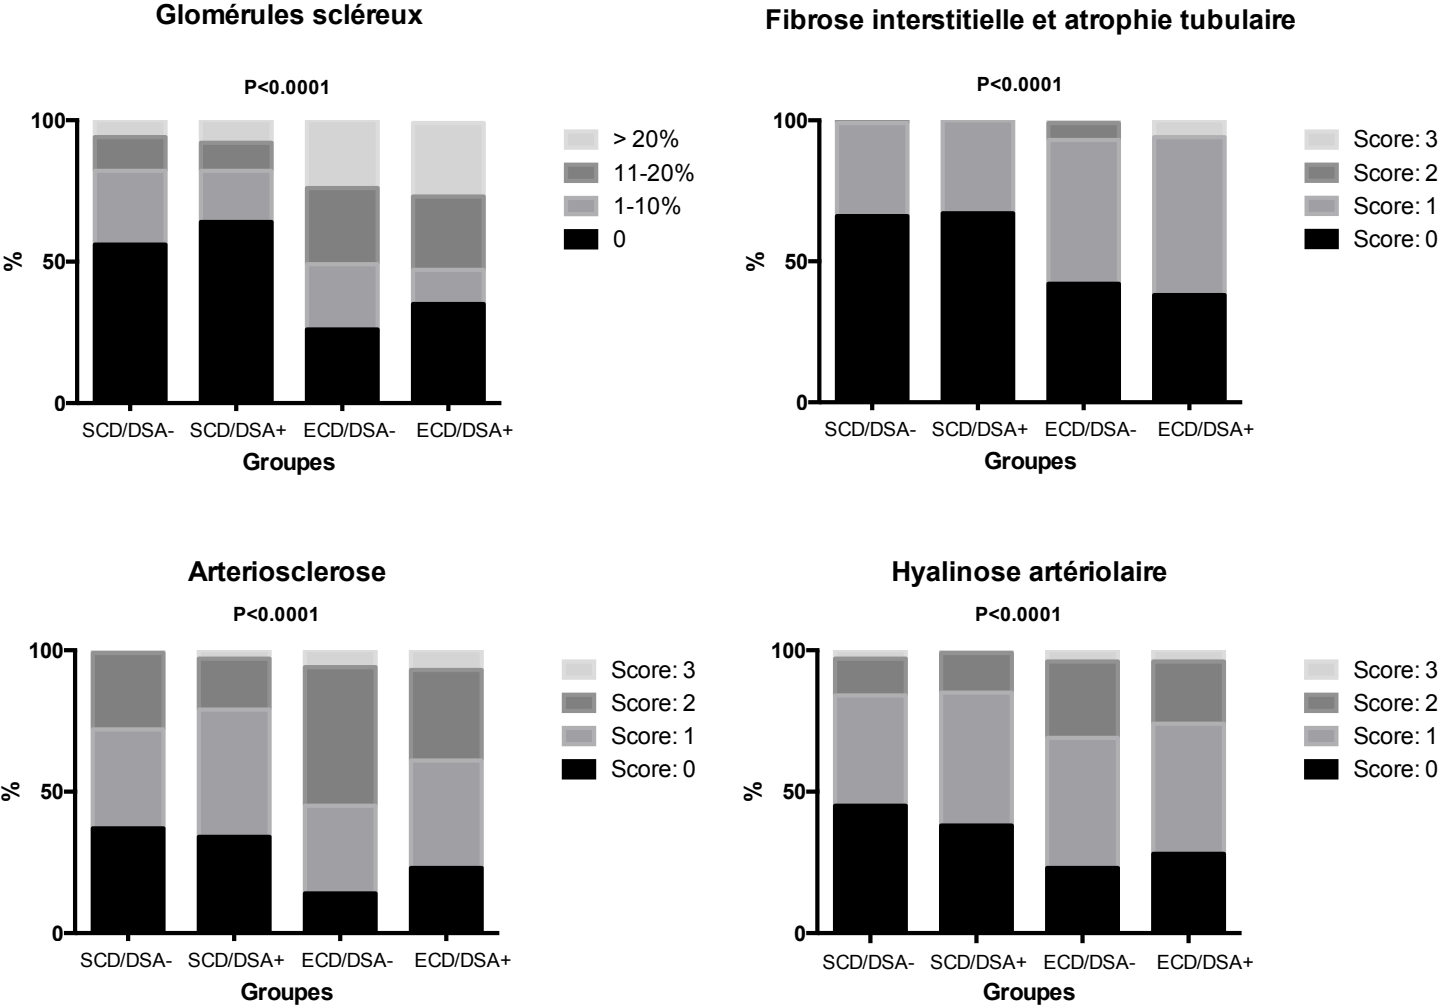 Glomérules scléreux
P<0.0001
100
50
0
%
SCD/DSA- SCD/DSA+ ECD/DSA- ECD/DSA+
Groupes
> 20%
11-20%
1-10%
0
Fibrose interstitielle et atrophie tubulaire
P<0.0001
100
50
0
%
SCD/DSA- SCD/DSA+ ECD/DSA- ECD/DSA+
Groupes
Score: 3
Score: 2
Score: 1
Score: 0
Arteriosclerose
P<0.0001
100
50
0
%
SCD/DSA- SCD/DSA+ ECD/DSA- ECD/DSA+
Groupes
Score: 3
Score: 2
Score: 1
Score: 0
Hyalinose artériolaire
P<0.0001
100
50
0
%
SCD/DSA- SCD/DSA+ ECD/DSA- ECD/DSA+
Groupes
Score: 3
Score: 2
Score: 1
Score: 0